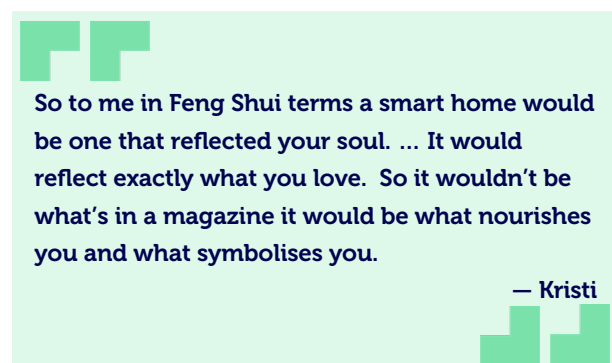 So to me in Feng Shui terms a smart home would
be one that reflected your soul. ... It would
reflect exactly what you love.  So it wouldn’t be
what’s in a magazine it would be what nourishes
you and what symbolises you.
— Kristi